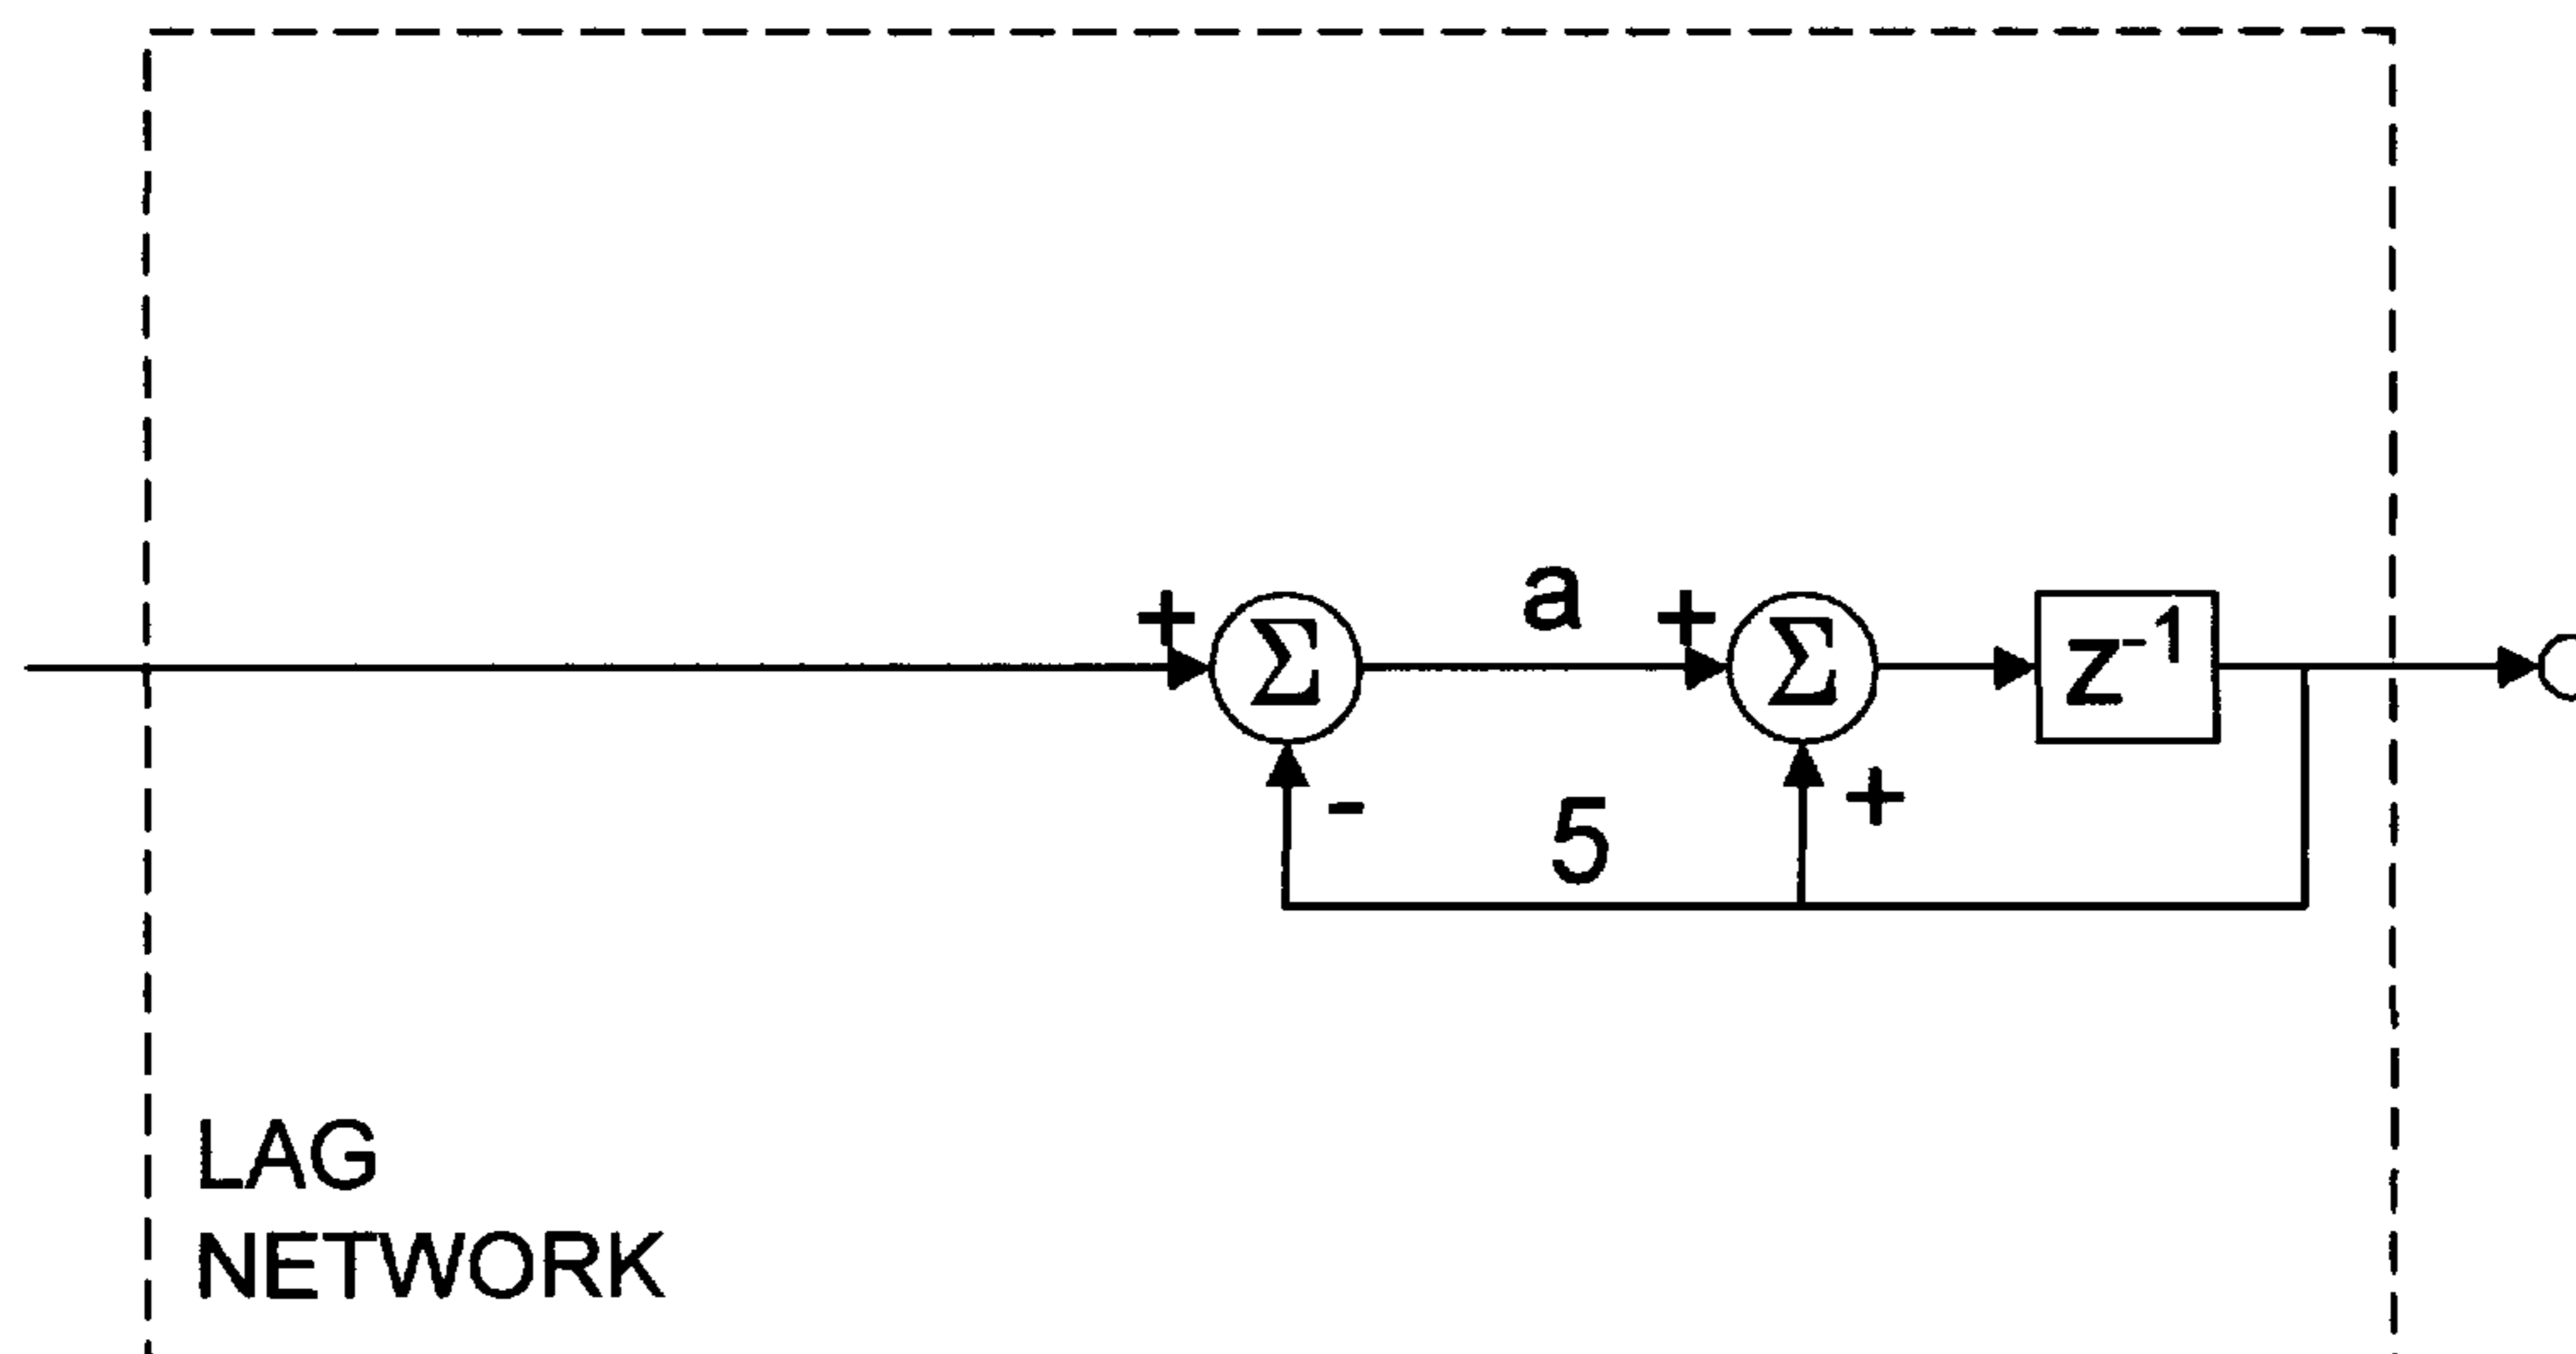 + Σ a + Σ z⁻¹
- 5 +
LAG
NETWORK